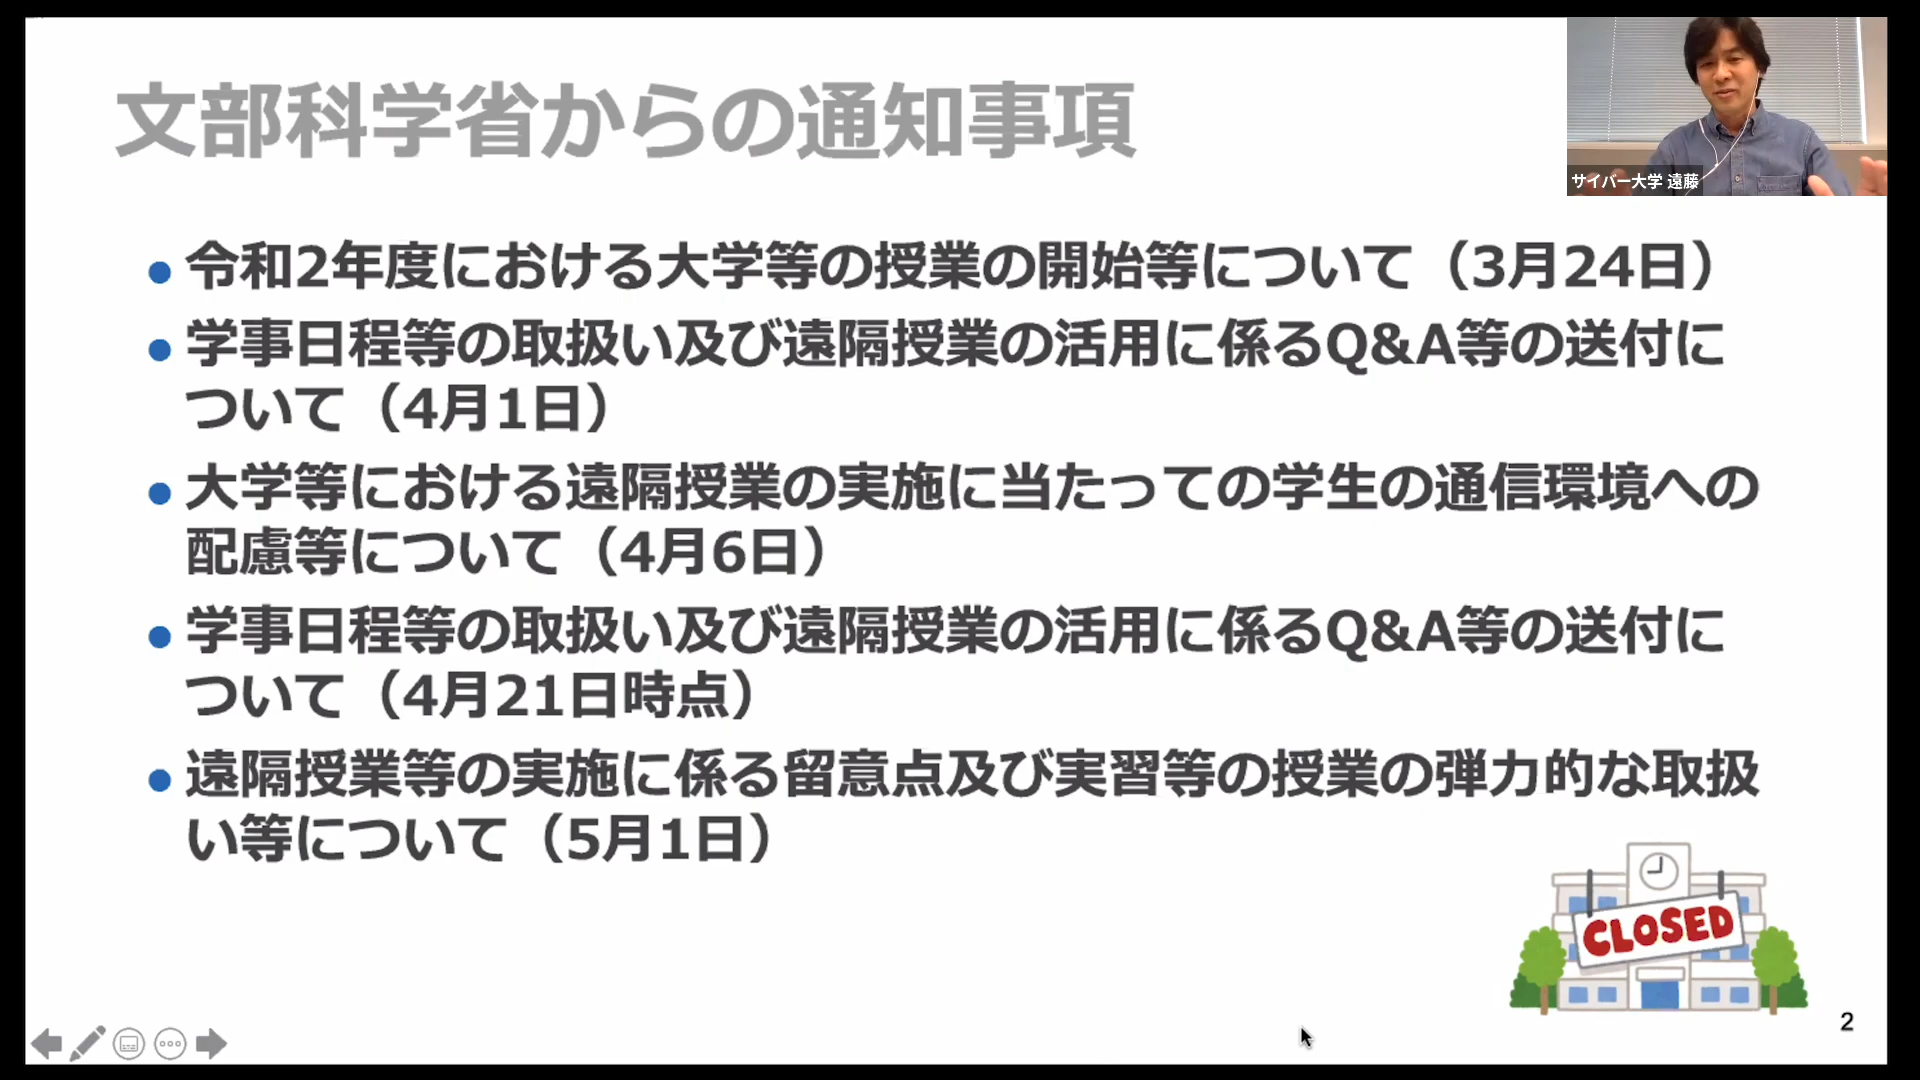 文部科学省からの通知事項
サイバー大学 遠藤
令和2年度における大学等の授業の開始等について（3月24日）
学事日程等の取扱い及び遠隔授業の活用に係るQ&A等の送付に
ついて（4月1日）
大学等における遠隔授業の実施に当たっての学生の通信環境への
配慮等について（4月6日）
学事日程等の取扱い及び遠隔授業の活用に係るQ&A等の送付に
ついて（4月21日時点）
遠隔授業等の実施に係る留意点及び実習等の授業の弾力的な取扱
い等について（5月1日）
CLOSED
2